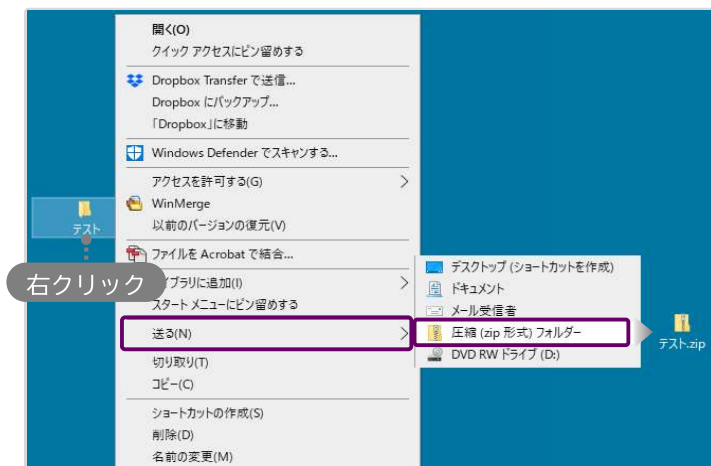 開く(O)
クイック アクセスにピン留めする
Dropbox Transfer で送信...
Dropbox にバックアップ...
「Dropbox」に移動
Windows Defender でスキャンする...
アクセスを許可する(G)
WinMerge
以前のバージョンの復元(V)
テスト
ファイルを Acrobat で結合...
右クリック
イブラリに追加(I)
スタート メニューにピン留めする
送る(N)
切り取り(T)
コピー(C)
ショートカットの作成(S)
削除(D)
名前の変更(M)
デスクトップ (ショートカットを作成)
ドキュメント
メール受信者
圧縮 (zip 形式) フォルダー
DVD RW ドライブ (D:)
テスト.zip